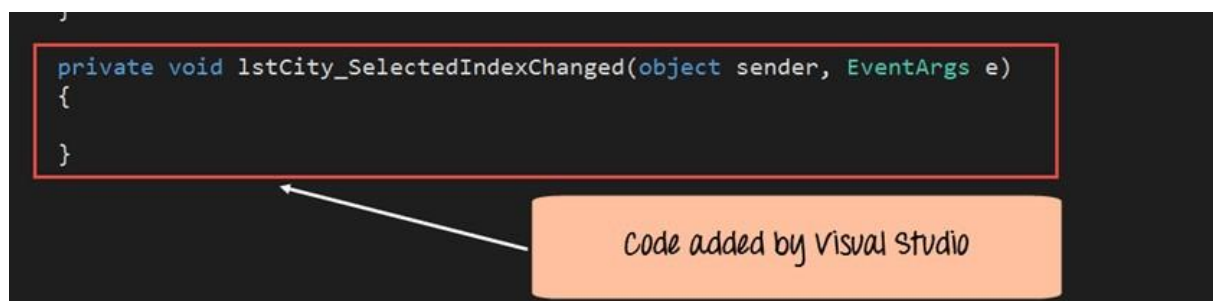 }
private void lstCity_SelectedIndexChanged(object sender, EventArgs e)
{
}
Code added by Visual Studio